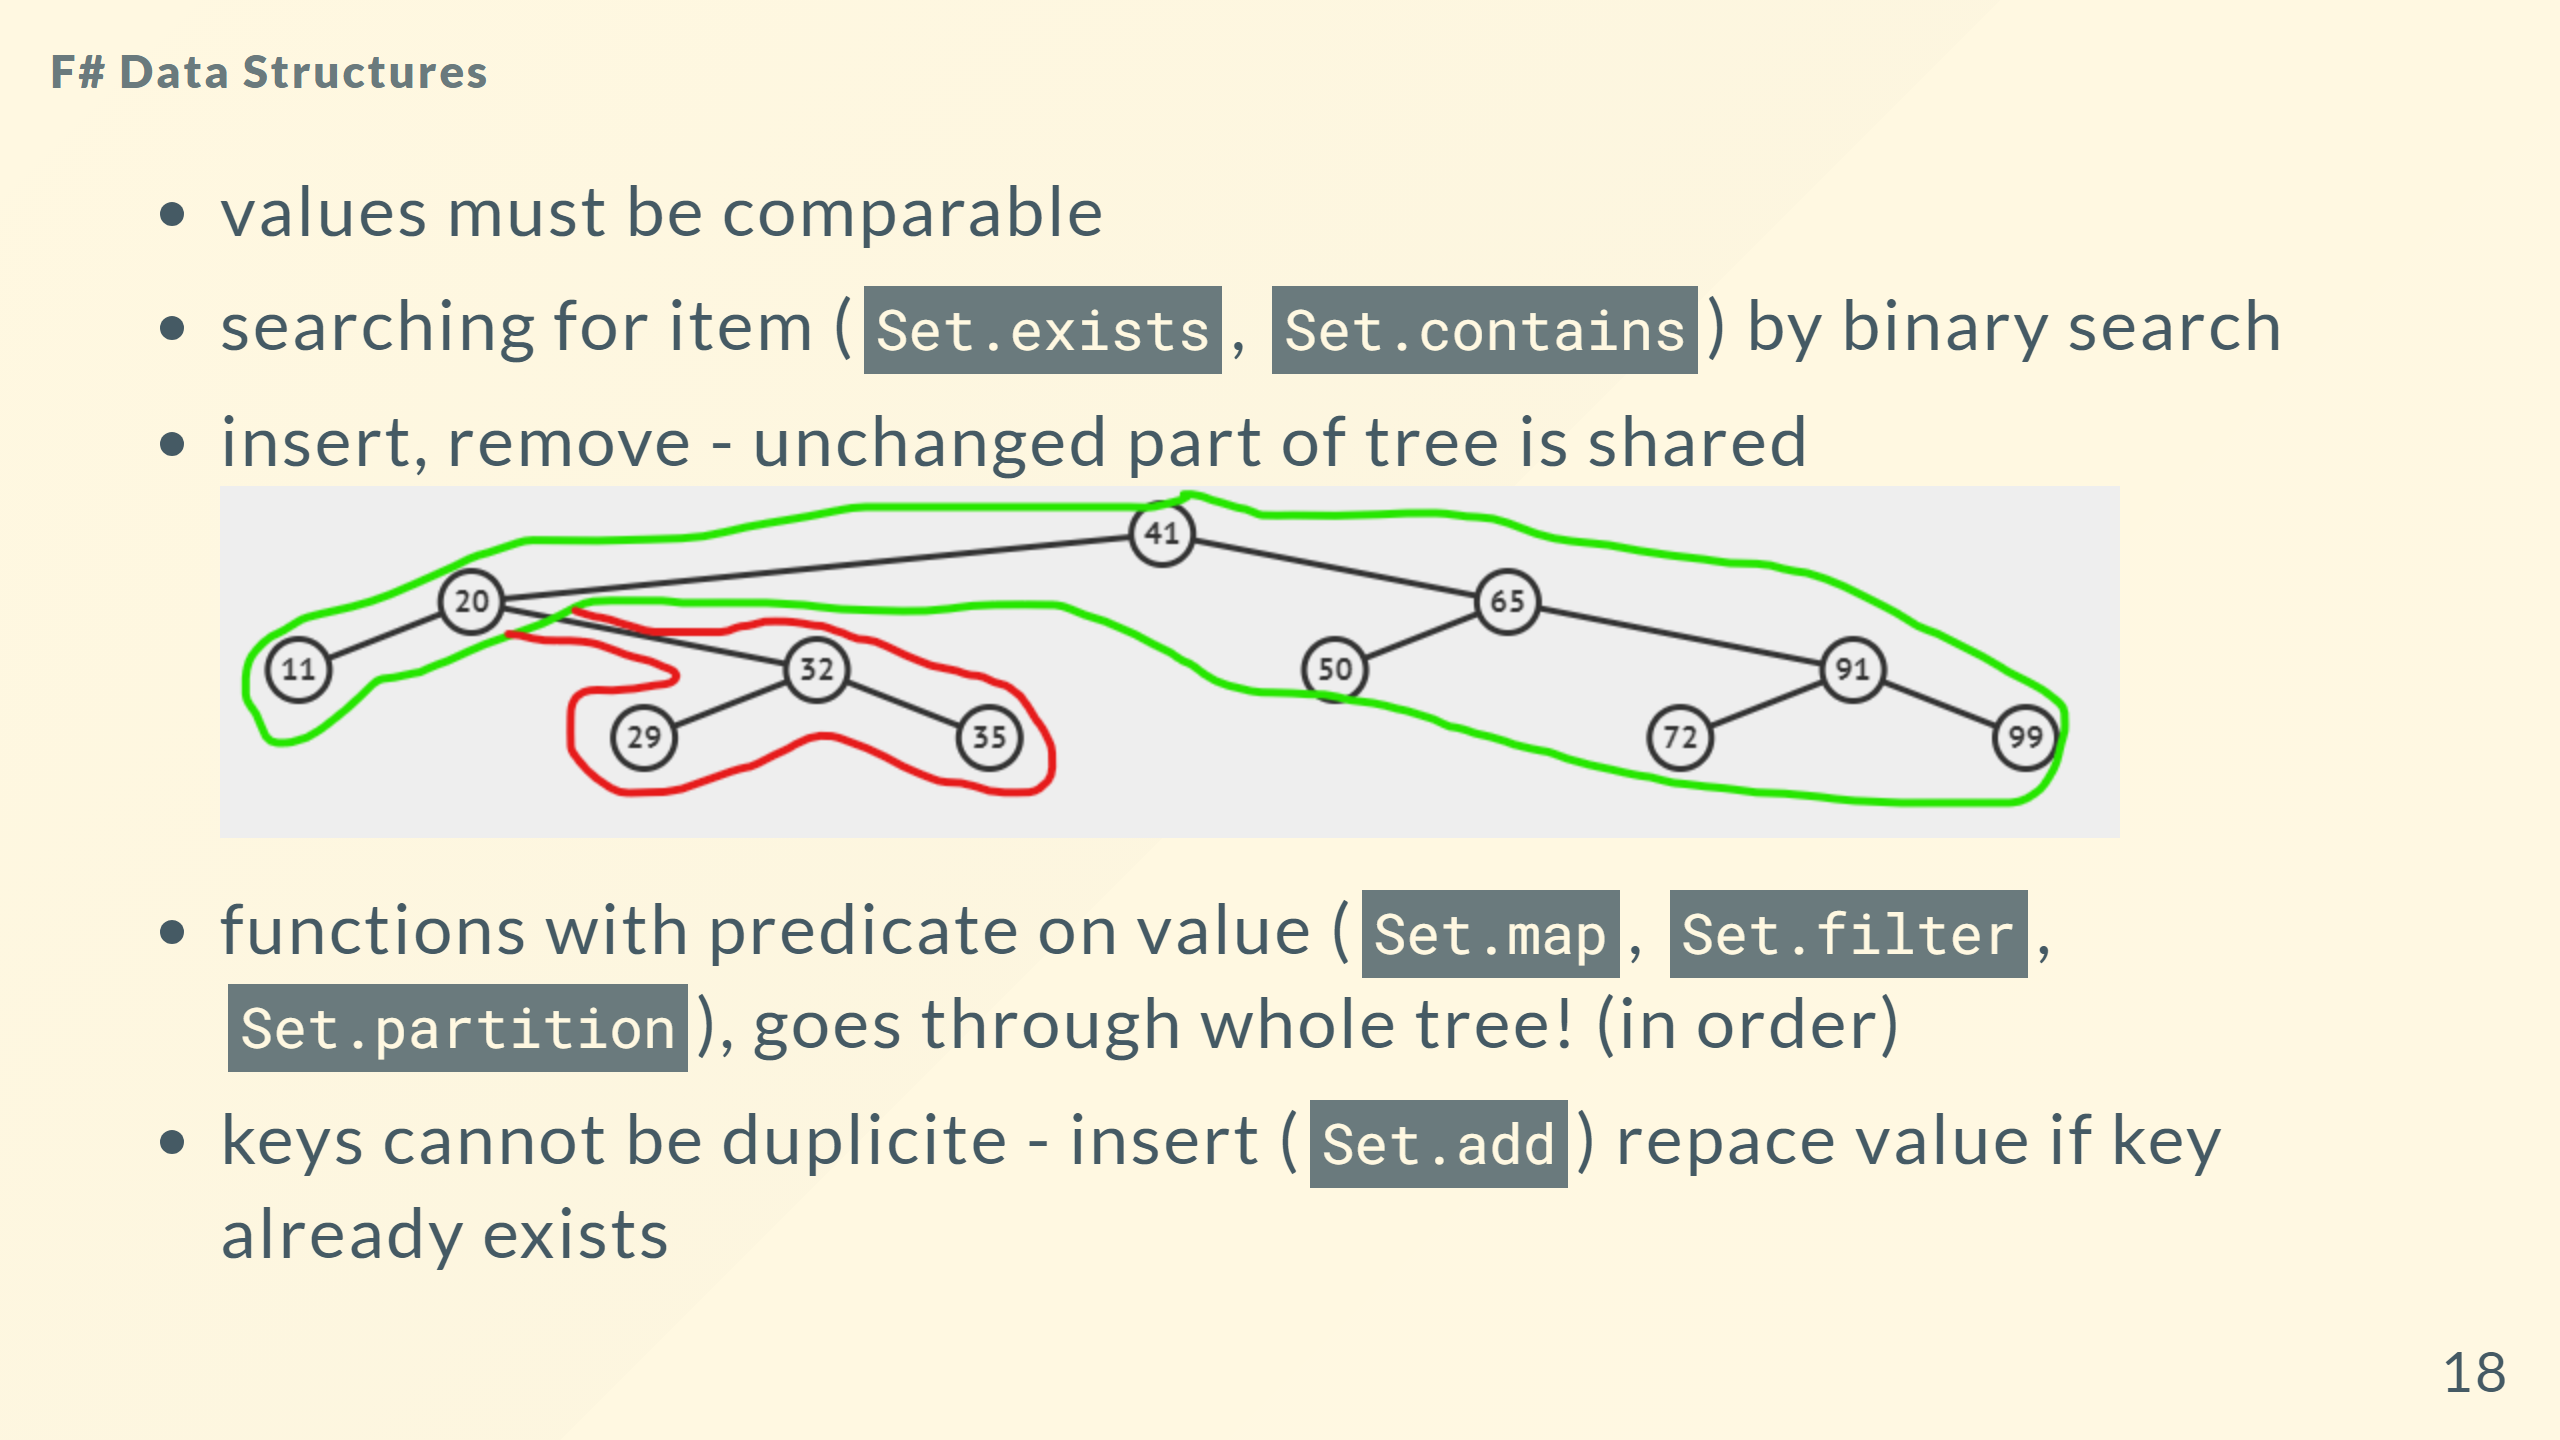 F# Data Structures
• values must be comparable
• searching for item ( Set.exists , Set.contains ) by binary search
• insert, remove - unchanged part of tree is shared
41
20 65
11 32 50 91
29 35 72 99
• functions with predicate on value ( Set.map , Set.filter ,
Set.partition ), goes through whole tree! (in order)
• keys cannot be duplicite - insert ( Set.add ) repace value if key
already exists
18